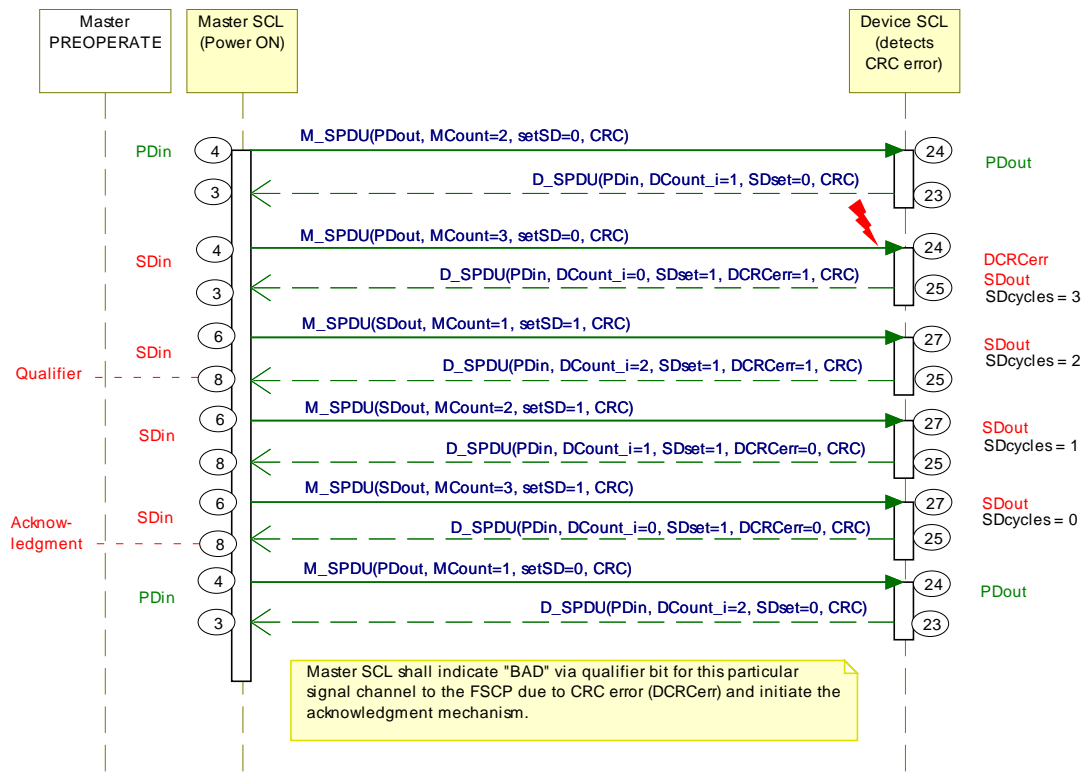 Master
PREOPERATE
Master SCL
(Power ON)
Device SCL
(detects
CRC error)
M_SPDU(PDout, MCount=2, setSD=0, CRC)
PDin
4
24
PDout
D_SPDU(PDin, DCount_i=1, SDset=0, CRC)
3
23
M_SPDU(PDout, MCount=3, setSD=0, CRC)
4
24
SDin
DCRCerr
D_SPDU(PDin, DCount_i=0, SDset=1, DCRCerr=1, CRC)
SDout
3
25
SDcycles = 3
M_SPDU(SDout, MCount=1, setSD=1, CRC)
6
27
SDin
SDout
SDcycles = 2
D_SPDU(PDin, DCount_i=2, SDset=1, DCRCerr=1, CRC)
Qualifier
8
25
M_SPDU(SDout, MCount=2, setSD=1, CRC)
6
27
SDin
SDout
SDcycles = 1
D_SPDU(PDin, DCount_i=1, SDset=1, DCRCerr=0, CRC)
8
25
M_SPDU(SDout, MCount=3, setSD=1, CRC)
6
27
SDin
SDout
SDcycles = 0
Acknow-
ledgment
D_SPDU(PDin, DCount_i=0, SDset=1, DCRCerr=0, CRC)
8
25
M_SPDU(PDout, MCount=1, setSD=0, CRC)
4
24
PDin
PDout
D_SPDU(PDin, DCount_i=2, SDset=0, CRC)
3
23
Master SCL shall indicate "BAD" via qualifier bit for this particular
signal channel to the FSCP due to CRC error (DCRCerr) and initiate the
acknowledgment mechanism.